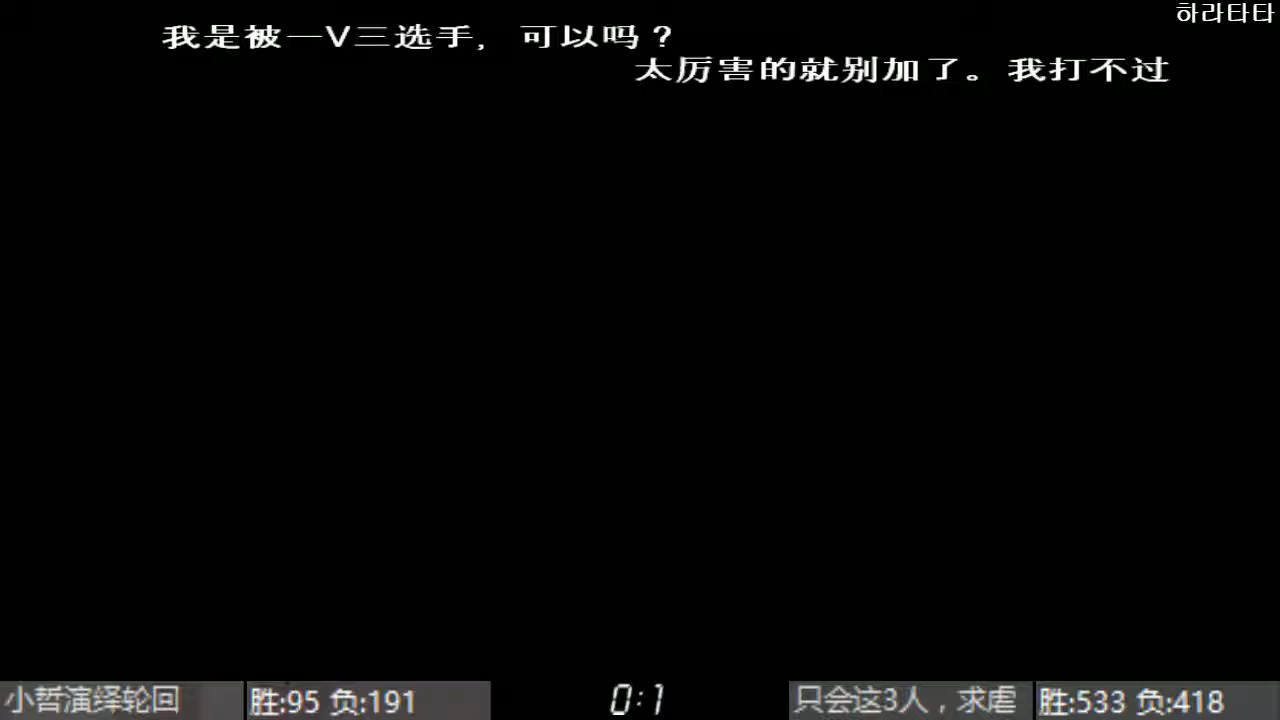 하라타타
我是被一V三选手, 可以吗?
太厉害的就别加了。我打不过
小哲演绎轮回 胜:95 负:191 0:1 只会这3人，求虐 胜:533 负:418